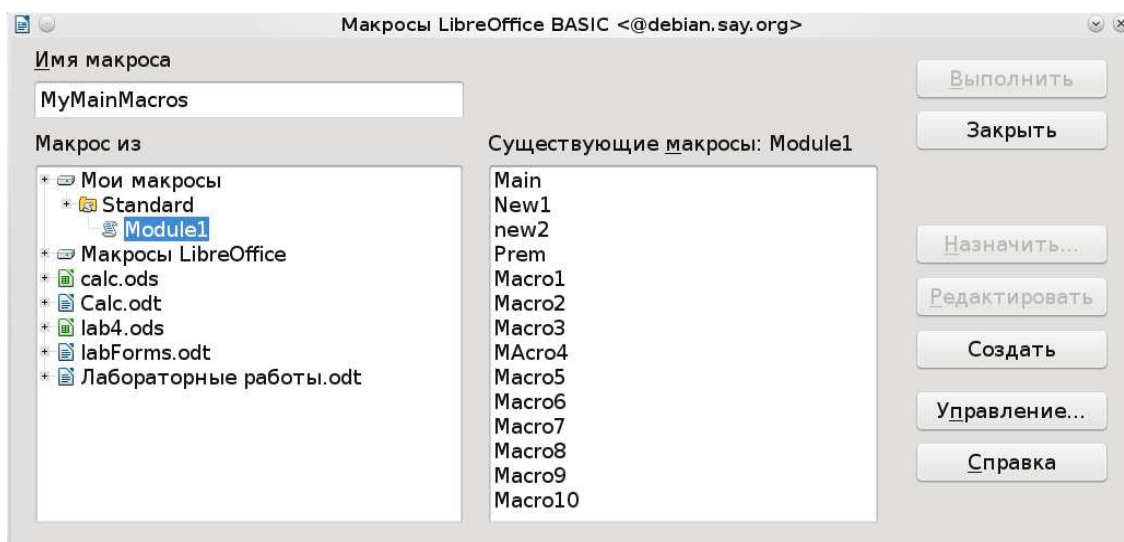 Макросы LibreOffice BASIC <@debian.say.org>
Имя макроса
MyMainMacros
Макрос из
Мои макросы
Standard
Module1
Макросы LibreOffice
calc.ods
Calc.odt
lab4.ods
labForms.odt
Лабораторные работы.odt
Существующие макросы: Module1
Main
New1
new2
Prem
Macro1
Macro2
Macro3
MAcro4
Macro5
Macro6
Macro7
Macro8
Macro9
Macro10
Выполнить
Закрыть
Назначить...
Редактировать
Создать
Управление...
Справка